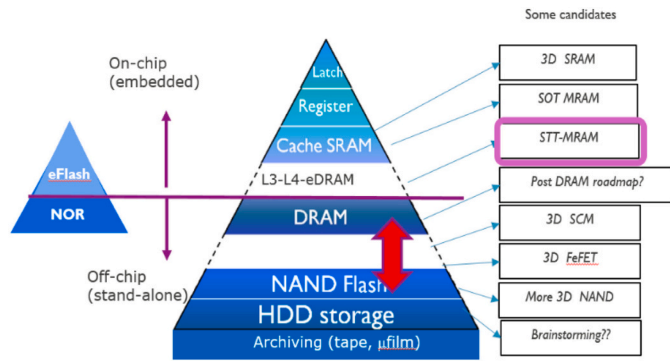 Some candidates
On-chip
(embedded)
Latch
Register
Cache SRAM
L3-L4-eDRAM
DRAM
NAND Flash
HDD storage
Archiving (tape, µfilm)
eFlash
NOR
Off-chip
(stand-alone)
3D SRAM
SOT MRAM
STT-MRAM
Post DRAM roadmap?
3D SCM
3D FeFET
More 3D NAND
Brainstorming??